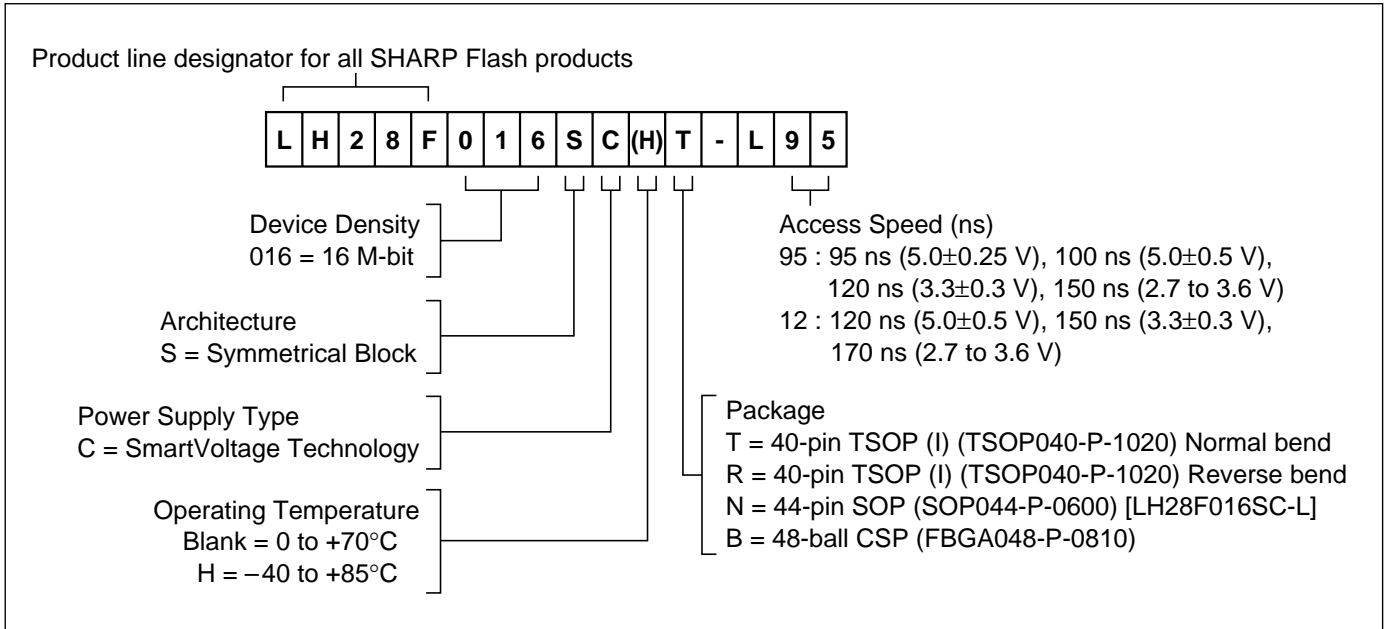 Product line designator for all SHARP Flash products
L H 2 8 F 0 1 6 S C (H) T - L 9 5
Device Density
016 = 16 M-bit
Architecture
S = Symmetrical Block
Power Supply Type
C = SmartVoltage Technology
Operating Temperature
Blank = 0 to +70°C
H = −40 to +85°C
Access Speed (ns)
95 : 95 ns (5.0±0.25 V), 100 ns (5.0±0.5 V),
120 ns (3.3±0.3 V), 150 ns (2.7 to 3.6 V)
12 : 120 ns (5.0±0.5 V), 150 ns (3.3±0.3 V),
170 ns (2.7 to 3.6 V)
Package
T = 40-pin TSOP (I) (TSOP040-P-1020) Normal bend
R = 40-pin TSOP (I) (TSOP040-P-1020) Reverse bend
N = 44-pin SOP (SOP044-P-0600) [LH28F016SC-L]
B = 48-ball CSP (FBGA048-P-0810)